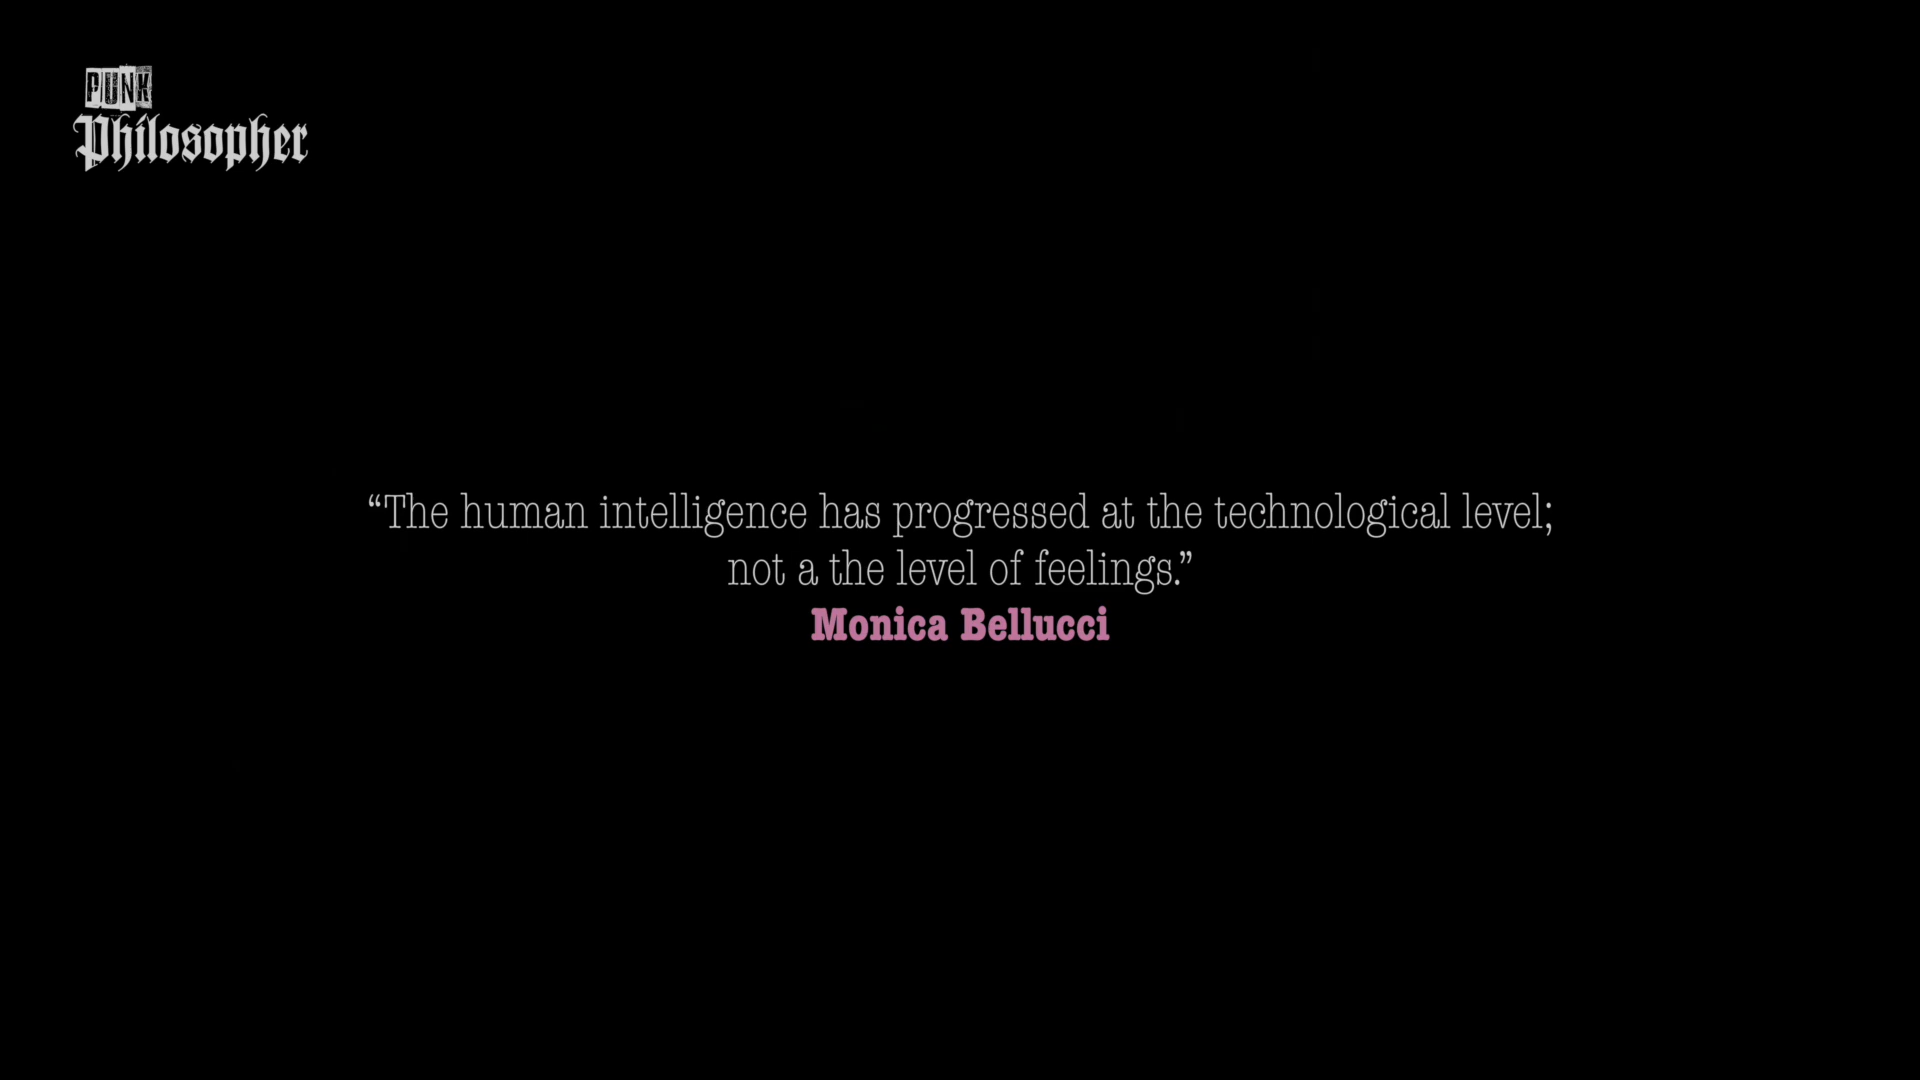 PUNK
Philosopher
“The human intelligence has progressed at the technological level;
not a the level of feelings.”
Monica Bellucci